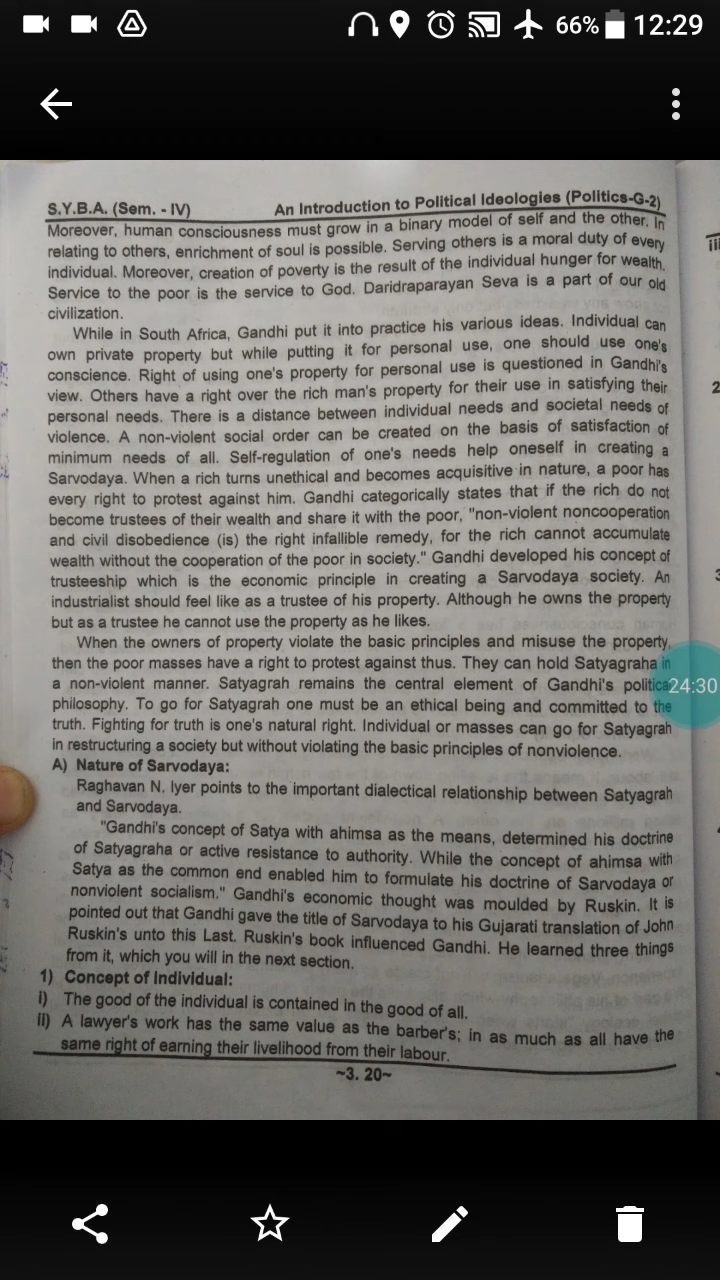 66% 12:29
S.Y.B.A. (Sem. - IV) An Introduction to Political Ideologies (Politics-G-2)
Moreover, human consciousness must grow in a binary model of self and the other. In
relating to others, enrichment of soul is possible. Serving others is a moral duty of every
individual. Moreover, creation of poverty is the result of the individual hunger for wealth.
Service to the poor is the service to God. Daridraparayan Seva is a part of our old
civilization.
While in South Africa, Gandhi put it into practice his various ideas. Individual can
own private property but while putting it for personal use, one should use one's
conscience. Right of using one's property for personal use is questioned in Gandhi's
view. Others have a right over the rich man's property for their use in satisfying their
personal needs. There is a distance between individual needs and societal needs of
violence. A non-violent social order can be created on the basis of satisfaction of
minimum needs of all. Self-regulation of one's needs help oneself in creating a
Sarvodaya. When a rich turns unethical and becomes acquisitive in nature, a poor has
every right to protest against him. Gandhi categorically states that if the rich do not
become trustees of their wealth and share it with the poor, "non-violent noncooperation
and civil disobedience (is) the right infallible remedy, for the rich cannot accumulate
wealth without the cooperation of the poor in society." Gandhi developed his concept of
trusteeship which is the economic principle in creating a Sarvodaya society. An
industrialist should feel like as a trustee of his property. Although he owns the property
but as a trustee he cannot use the property as he likes.
When the owners of property violate the basic principles and misuse the property,
then the poor masses have a right to protest against thus. They can hold Satyagraha in
a non-violent manner. Satyagrah remains the central element of Gandhi's political 24:30
philosophy. To go for Satyagrah one must be an ethical being and committed to the
truth. Fighting for truth is one's natural right. Individual or masses can go for Satyagrah
in restructuring a society but without violating the basic principles of nonviolence.
A) Nature of Sarvodaya:
Raghavan N. Iyer points to the important dialectical relationship between Satyagrah
and Sarvodaya.
"Gandhi's concept of Satya with ahimsa as the means, determined his doctrine
of Satyagraha or active resistance to authority. While the concept of ahimsa with
Satya as the common end enabled him to formulate his doctrine of Sarvodaya or
nonviolent socialism." Gandhi's economic thought was moulded by Ruskin. It is
pointed out that Gandhi gave the title of Sarvodaya to his Gujarati translation of John
Ruskin's unto this Last. Ruskin's book influenced Gandhi. He learned three things
from it, which you will in the next section.
1) Concept of Individual:
i) The good of the individual is contained in the good of all.
ii) A lawyer's work has the same value as the barber's; in as much as all have the
same right of earning their livelihood from their labour.
~3. 20~